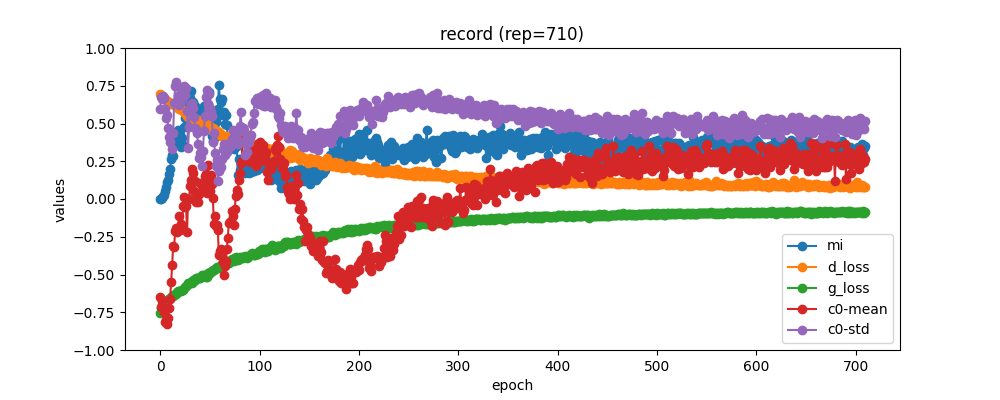 record (rep=710)
1.00
0.75
0.50
0.25
0.00
−0.25
−0.50
−0.75
−1.00
values
0 100 200 300 400 500 600 700
epoch
mi
d_loss
g_loss
c0-mean
c0-std